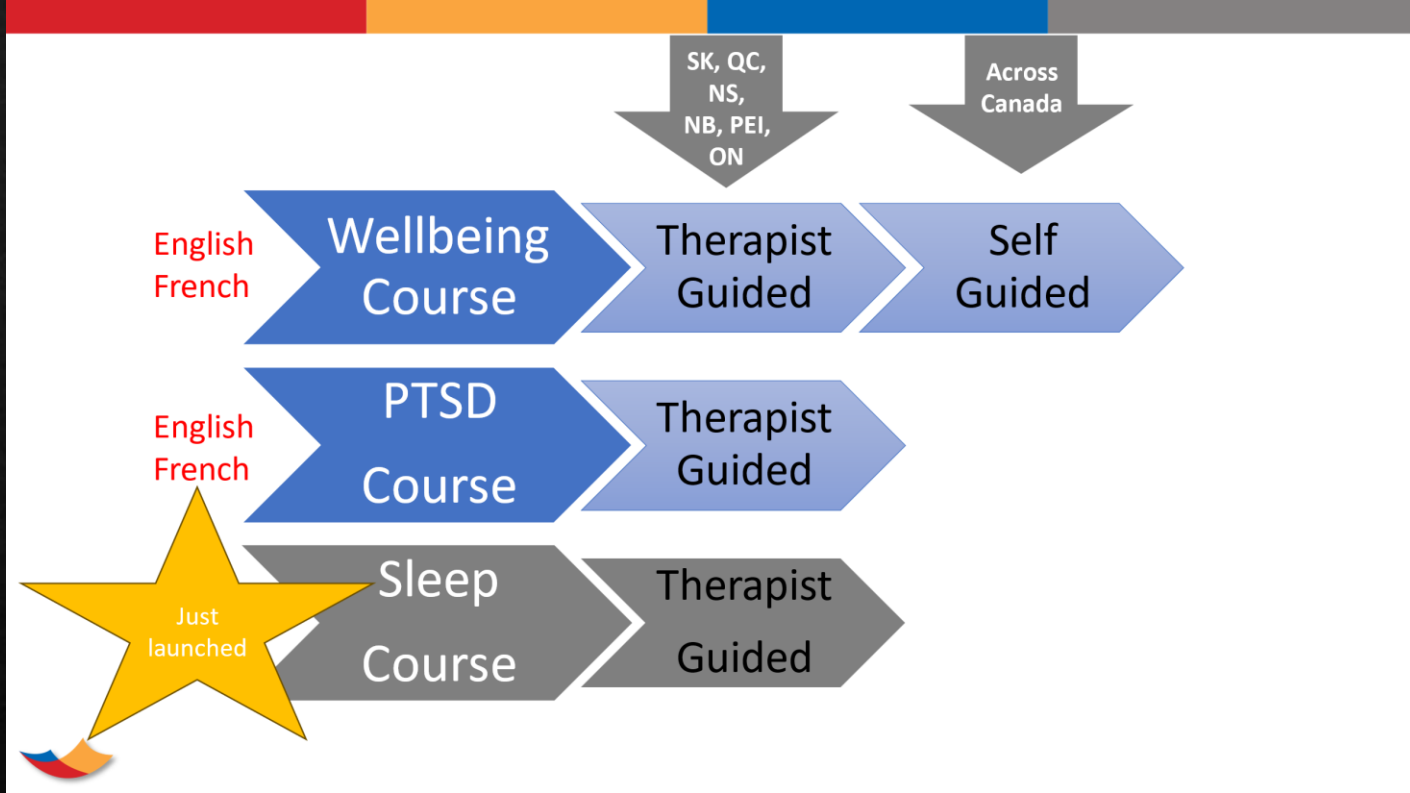 SK, QC,
NS,
NB, PEI,
ON
Across
Canada
English
French
Wellbeing
Course
Therapist
Guided
Self
Guided
English
French
PTSD
Course
Therapist
Guided
Just
launched
Sleep
Course
Therapist
Guided